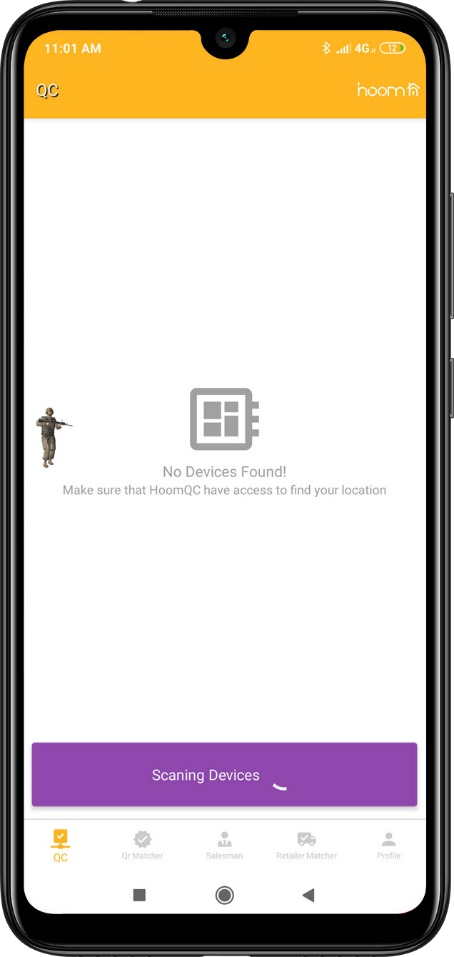 11:01 AM
4G
12
QC
hoom
No Devices Found!
Make sure that HoomQC have access to find your location
Scaning Devices
QC
Qr Matcher
Salesman
Retailer Matcher
Profile